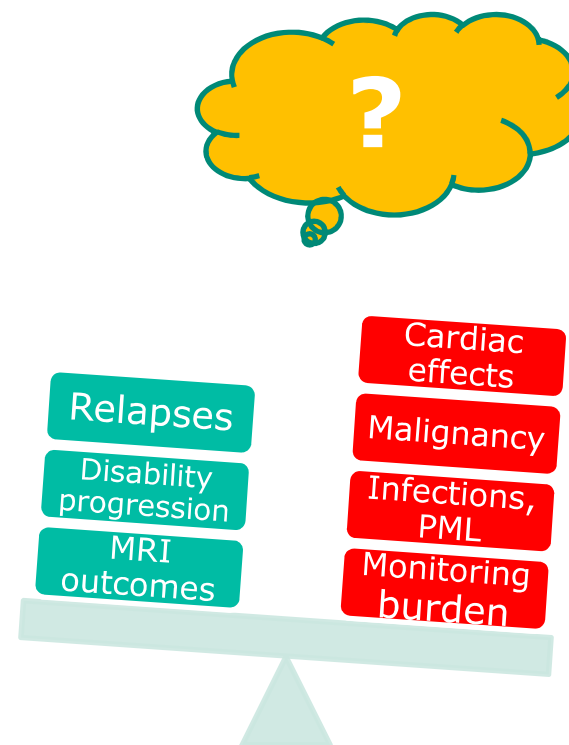 ?
Relapses
Disability
progression
MRI
outcomes
Cardiac
effects
Malignancy
Infections,
PML
Monitoring
burden